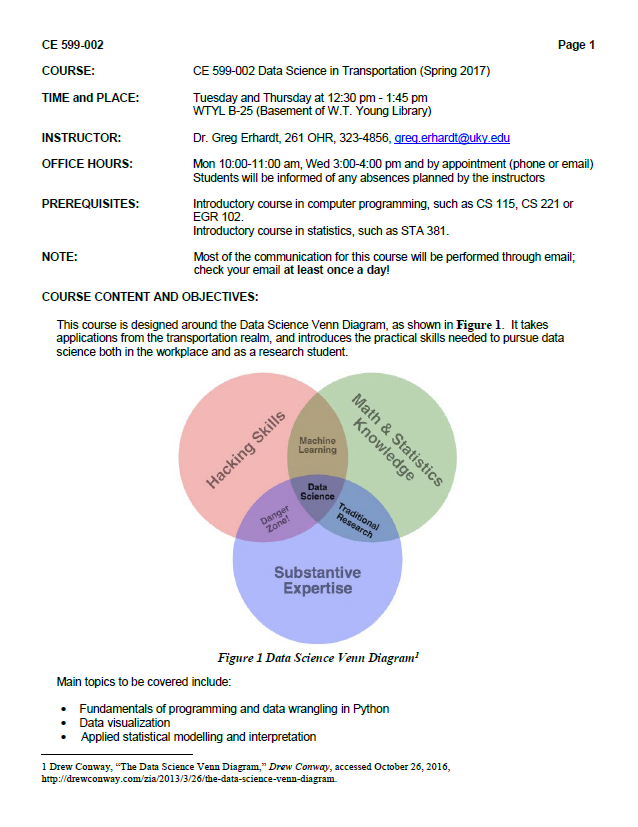 CE 599-002 Page 1
COURSE: CE 599-002 Data Science in Transportation (Spring 2017)
TIME and PLACE: Tuesday and Thursday at 12:30 pm - 1:45 pm
WTYL B-25 (Basement of W.T. Young Library)
INSTRUCTOR: Dr. Greg Erhardt, 261 OHR, 323-4856, greg.erhardt@uky.edu
OFFICE HOURS: Mon 10:00-11:00 am, Wed 3:00-4:00 pm and by appointment (phone or email)
Students will be informed of any absences planned by the instructors
PREREQUISITES: Introductory course in computer programming, such as CS 115, CS 221 or
EGR 102.
Introductory course in statistics, such as STA 381.
NOTE: Most of the communication for this course will be performed through email;
check your email at least once a day!
COURSE CONTENT AND OBJECTIVES:
This course is designed around the Data Science Venn Diagram, as shown in Figure 1. It takes
applications from the transportation realm, and introduces the practical skills needed to pursue data
science both in the workplace and as a research student.
Hacking Skills
Math & Statistics
Knowledge
Machine
Learning
Data
Science
Danger
Zone!
Traditional
Research
Substantive
Expertise
Figure 1 Data Science Venn Diagram1
Main topics to be covered include:
• Fundamentals of programming and data wrangling in Python
• Data visualization
• Applied statistical modelling and interpretation
1 Drew Conway, “The Data Science Venn Diagram,” Drew Conway, accessed October 26, 2016,
http://drewconway.com/zia/2013/3/26/the-data-science-venn-diagram.